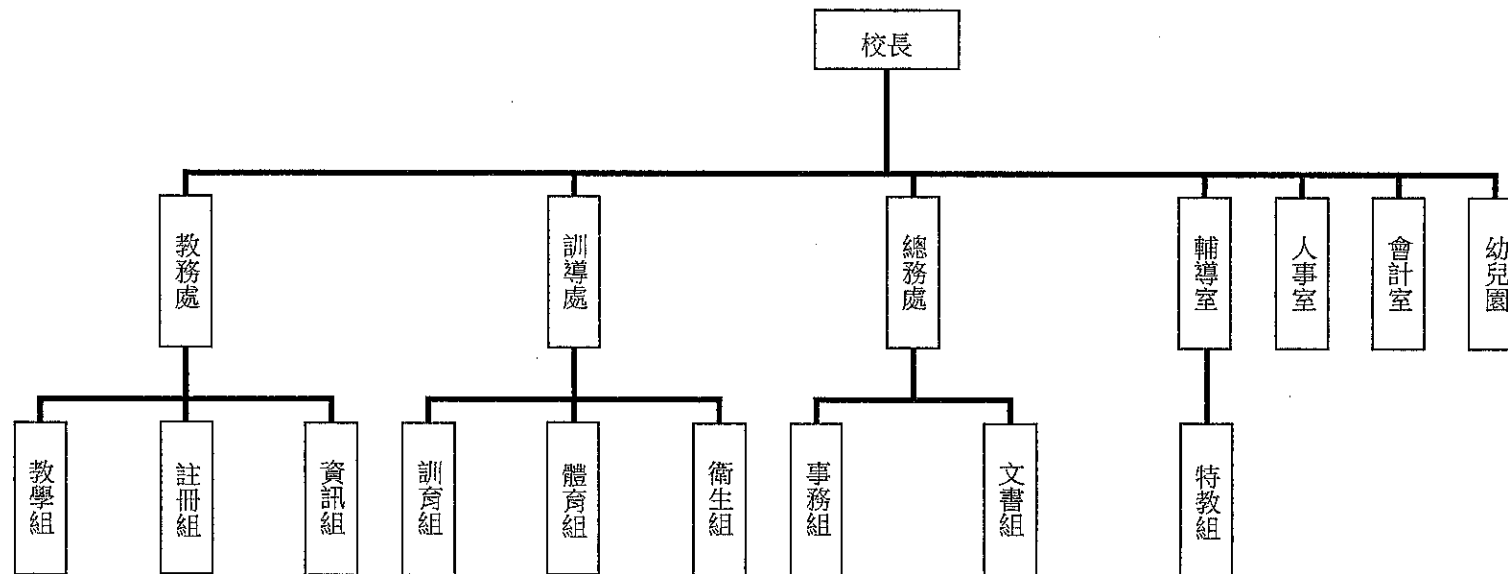 校長
教務處
訓導處
總務處
輔導室
人事室
會計室
幼兒園
教學組
註冊組
資訊組
訓育組
體育組
衛生組
事務組
文書組
特教組